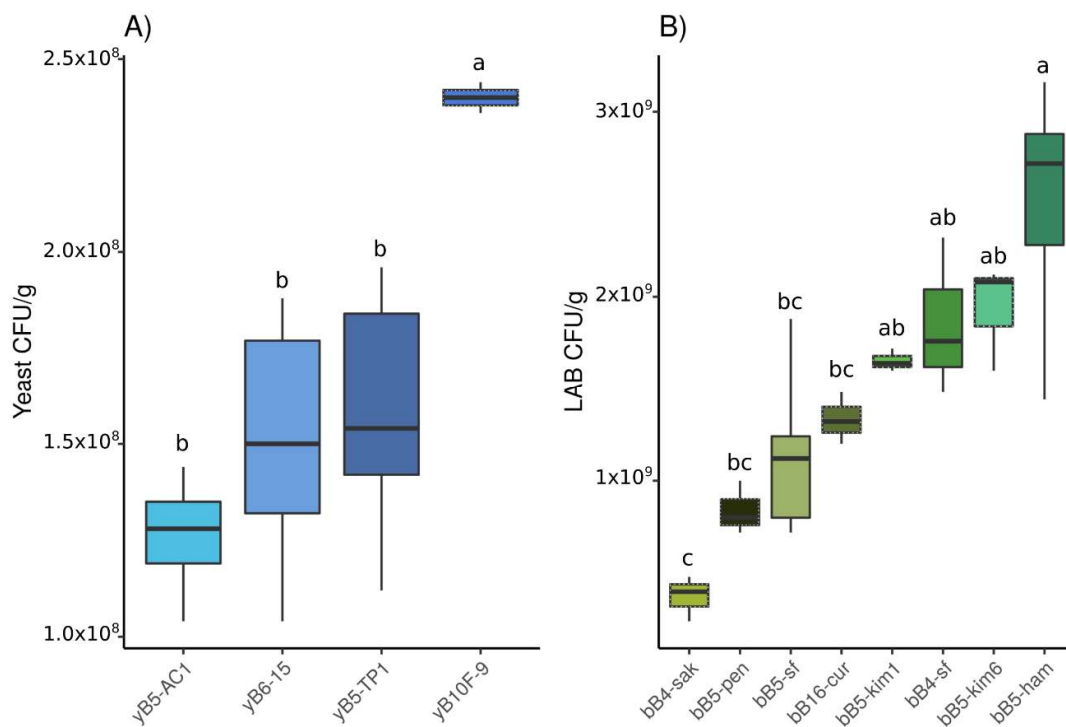 A)
Yeast CFU/g
2.5x10⁸
2.0x10⁸
1.5x10⁸
1.0x10⁸
b
b
b
a
yB5-AC1
yB6-15
yB5-TP1
yB10F-9
B)
LAB CFU/g
3x10⁹
2x10⁹
1x10⁹
c
bc
bc
bc
ab
ab
ab
a
bB4-sak
bB5-pen
bB5-sf
bB16-cur
bB5-kim1
bB4-sf
bB5-kim6
bB5-ham